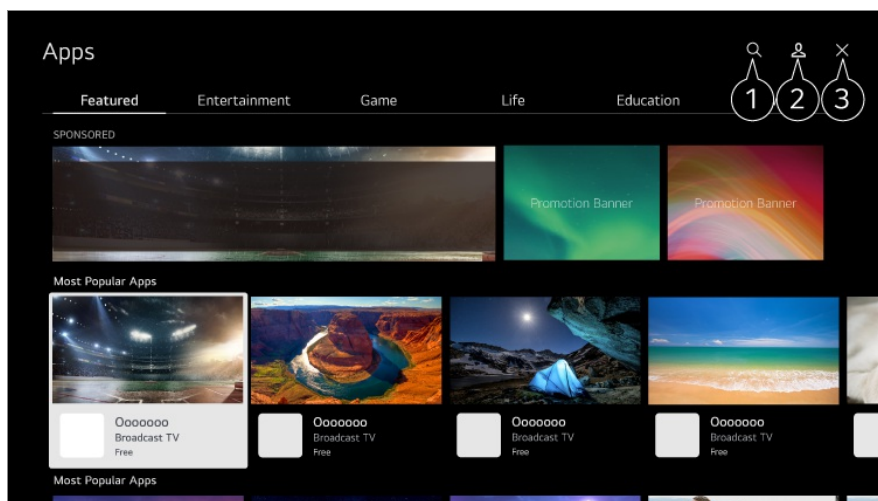 Apps
Featured Entertainment Game Life Education
1 2 3
SPONSORED
Promotion Banner Promotion Banner
Most Popular Apps
Ooooooo Ooooooo Ooooooo Ooooooo
Broadcast TV Broadcast TV Broadcast TV Broadcast TV
Free Free Free Free
Most Popular Apps